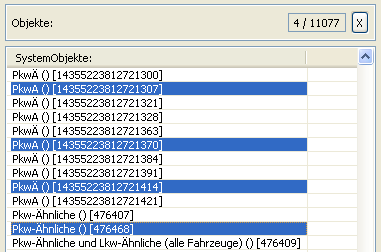 Objekte:
4 / 11077
X
SystemObjekte:
PkwÄ () [14355223812721300]
PkwÄ () [14355223812721307]
PkwÄ () [14355223812721321]
PkwÄ () [14355223812721328]
PkwÄ () [14355223812721363]
PkwÄ () [14355223812721370]
PkwÄ () [14355223812721384]
PkwÄ () [14355223812721391]
PkwÄ () [14355223812721414]
PkwÄ () [14355223812721421]
Pkw-Ähnliche () [476407]
Pkw-Ähnliche () [476468]
Pkw-Ähnliche und Lkw-Ähnliche (alle Fahrzeuge) () [476409]